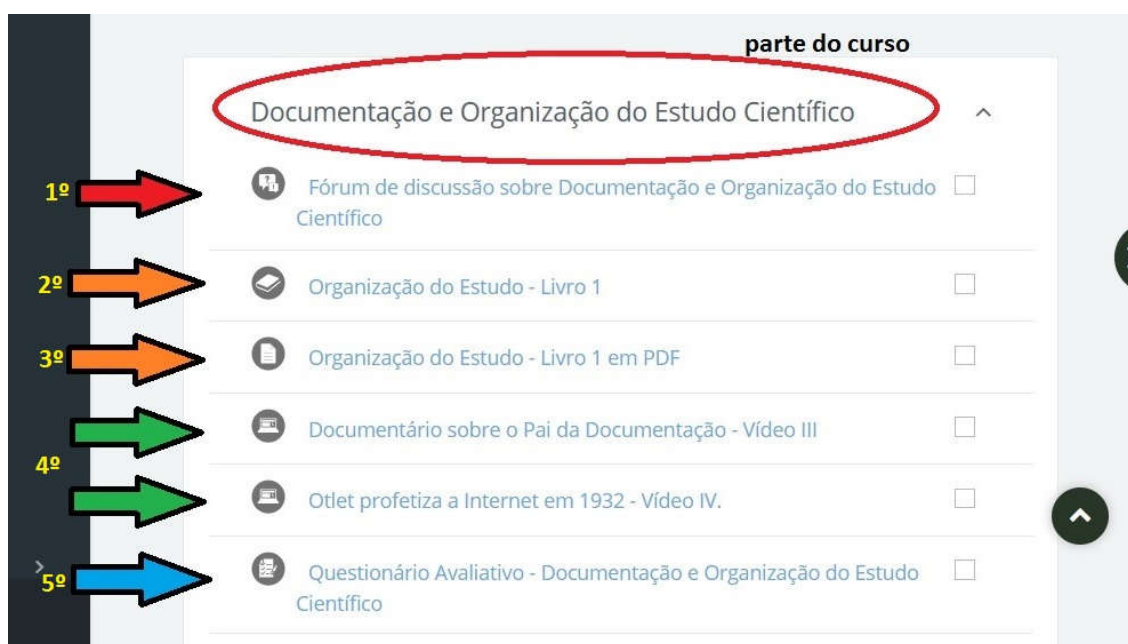 parte do curso
Documentação e Organização do Estudo Científico
1º
Fórum de discussão sobre Documentação e Organização do Estudo
Científico
2º
Organização do Estudo - Livro 1
3º
Organização do Estudo - Livro 1 em PDF
Documentário sobre o Pai da Documentação - Vídeo III
4º
Otlet profetiza a Internet em 1932 - Vídeo IV.
5º
Questionário Avaliativo - Documentação e Organização do Estudo
Científico